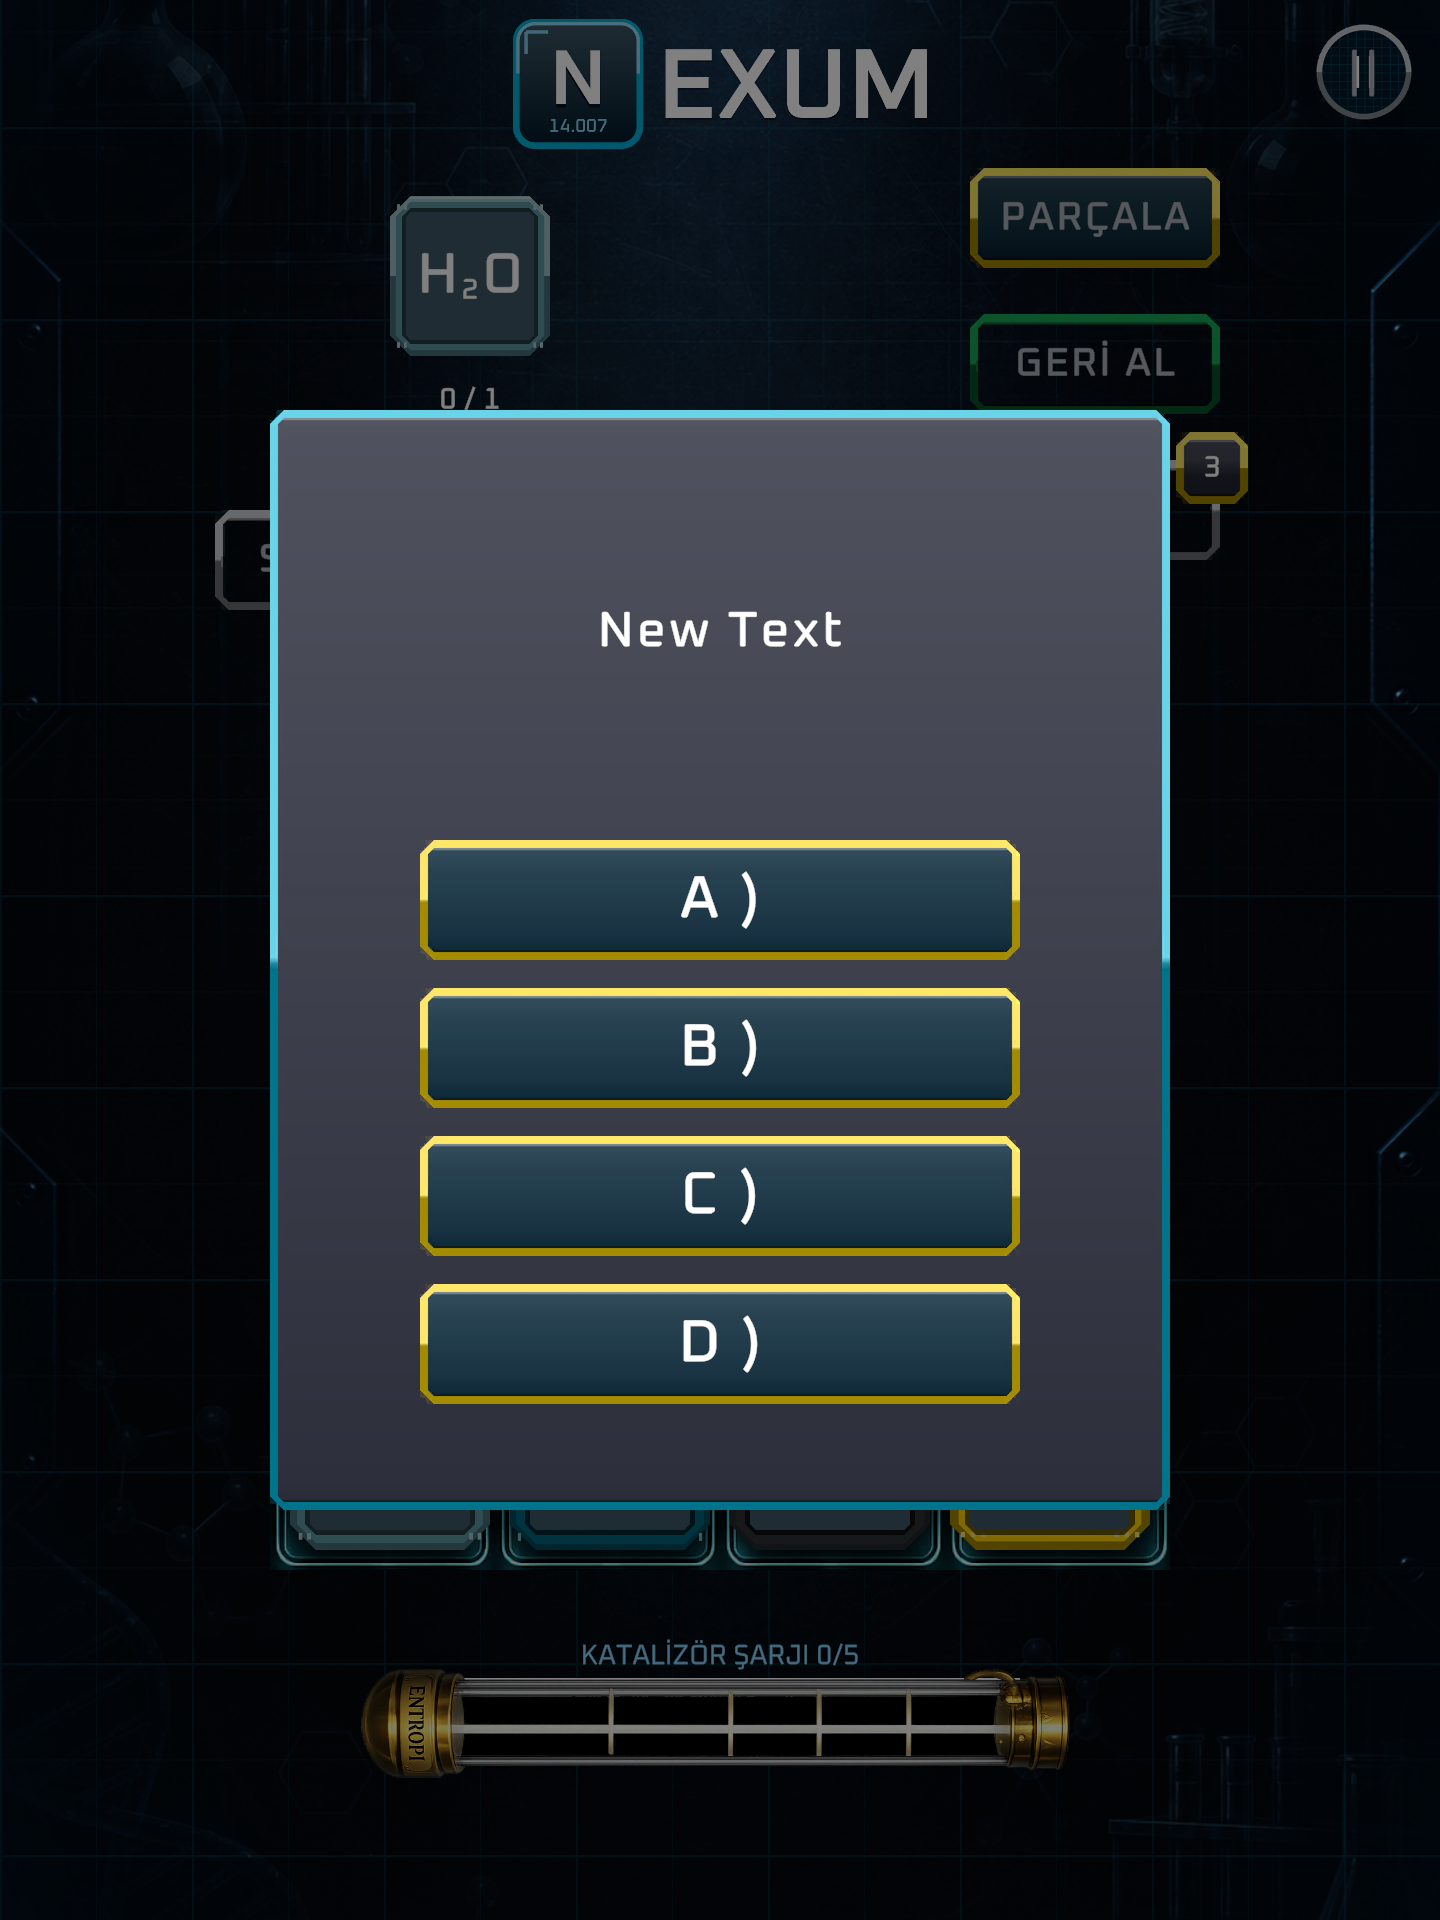 N EXUM
14.007
PARÇALA
H₂O
GERİ AL
0/1
3
New Text
A )
B )
C )
D )
KATALİZÖR ŞARJI 0/5
ENTROPI